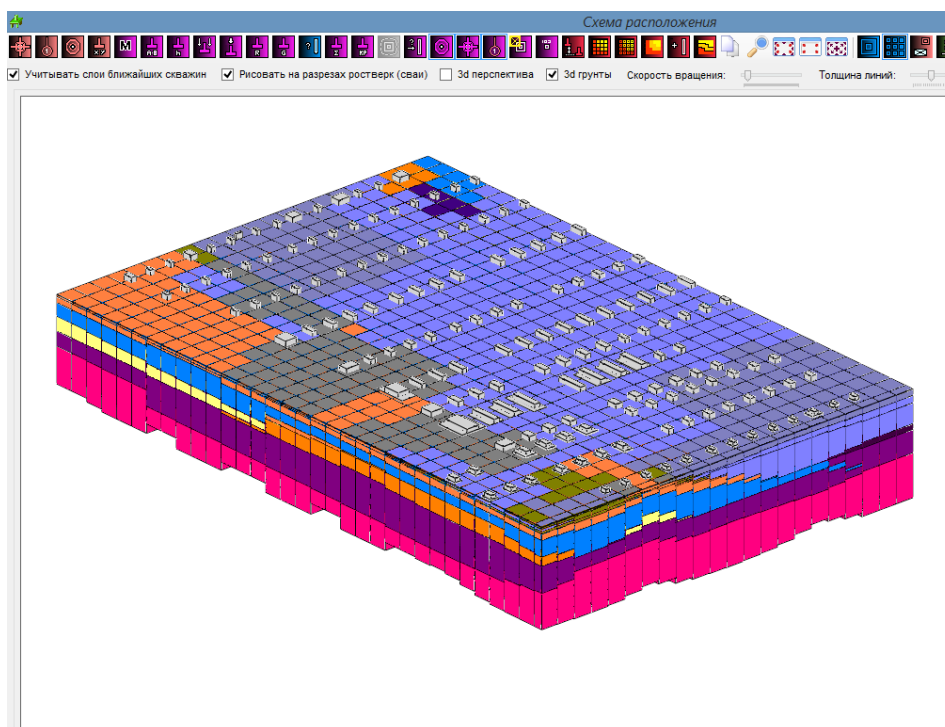 Схема расположения
Учитывать слои ближайших скважин Рисовать на разрезах ростверк (сваи) 3d перспектива 3d грунты Скорость вращения: Толщина линий: